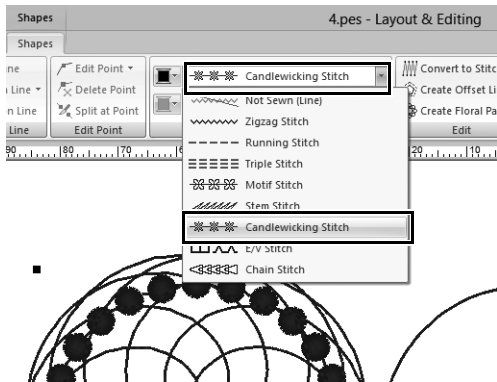 Shapes
4.pes - Layout & Editing
Shapes
ne
Edit Point
Candlewicking Stitch
Convert to Stitc
Line
Delete Point
Not Sewn (Line)
Create Offset Li
n Line
Split at Point
Zigzag Stitch
Create Floral Pa
Line
Edit Point
Running Stitch
Edit
90
80
70
6
Triple Stitch
20
10
Motif Stitch
Stem Stitch
Candlewicking Stitch
E/V Stitch
Chain Stitch